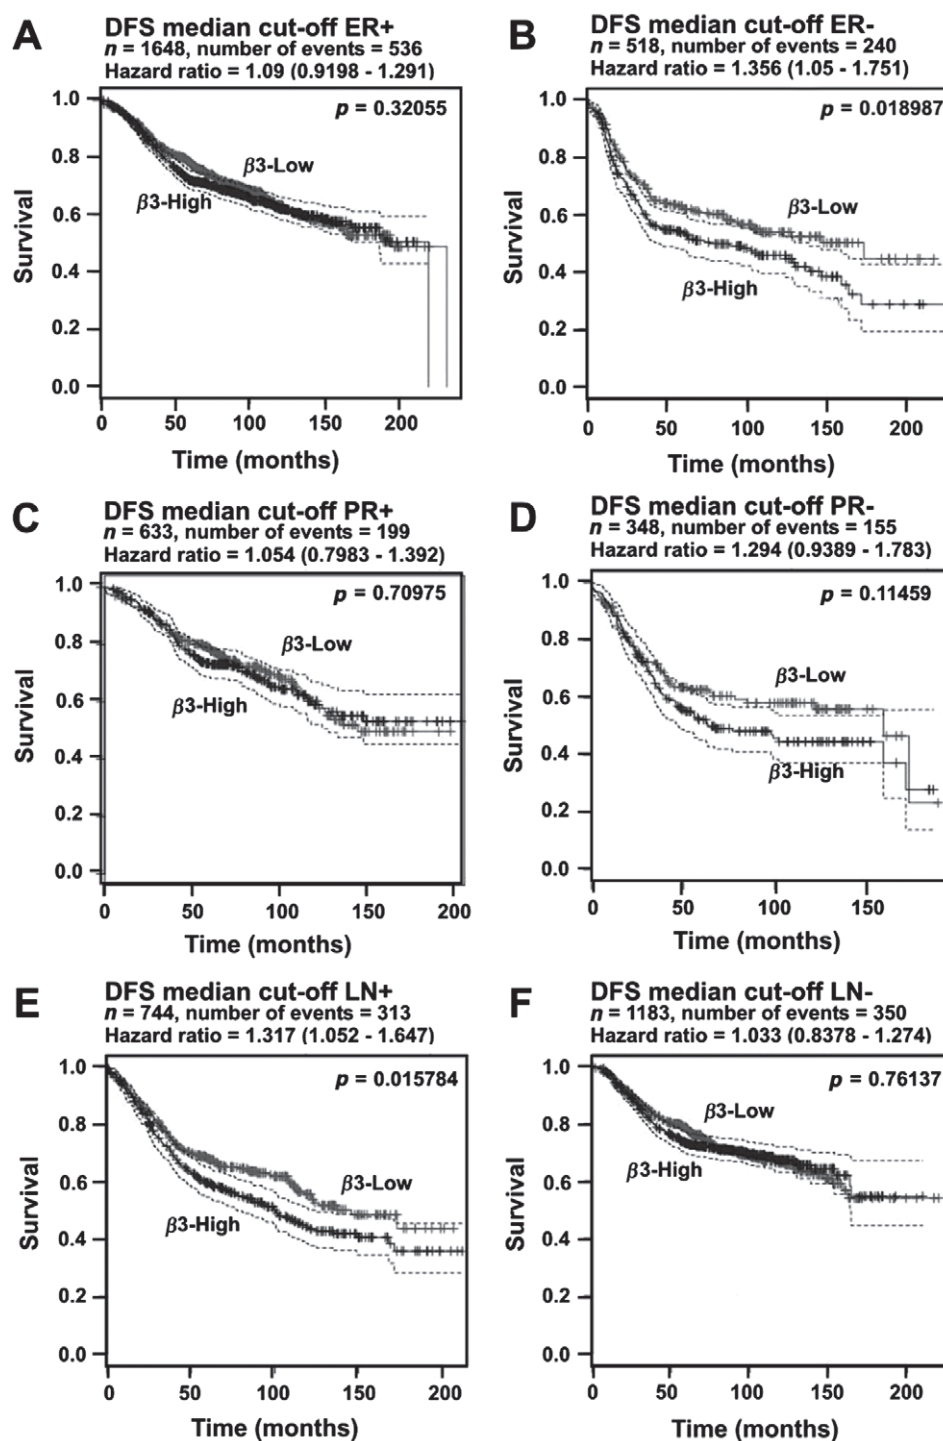 A
DFS median cut-off ER+
n = 1648, number of events = 536
Hazard ratio = 1.09 (0.9198 - 1.291)
p = 0.32055
β3-Low
β3-High
Survival
1.0
0.8
0.6
0.4
0.2
0.0
0 50 100 150 200
Time (months)
B
DFS median cut-off ER-
n = 518, number of events = 240
Hazard ratio = 1.356 (1.05 - 1.751)
p = 0.018987
β3-Low
β3-High
Survival
1.0
0.8
0.6
0.4
0.2
0.0
0 50 100 150 200
Time (months)
C
DFS median cut-off PR+
n = 633, number of events = 199
Hazard ratio = 1.054 (0.7983 - 1.392)
p = 0.70975
β3-Low
β3-High
Survival
1.0
0.8
0.6
0.4
0.2
0.0
0 50 100 150 200
Time (months)
D
DFS median cut-off PR-
n = 348, number of events = 155
Hazard ratio = 1.294 (0.9389 - 1.783)
p = 0.11459
β3-Low
β3-High
Survival
1.0
0.8
0.6
0.4
0.2
0.0
0 50 100 150
Time (months)
E
DFS median cut-off LN+
n = 744, number of events = 313
Hazard ratio = 1.317 (1.052 - 1.647)
p = 0.015784
β3-Low
β3-High
Survival
1.0
0.8
0.6
0.4
0.2
0.0
0 50 100 150 200
Time (months)
F
DFS median cut-off LN-
n = 1183, number of events = 350
Hazard ratio = 1.033 (0.8378 - 1.274)
p = 0.76137
β3-Low
β3-High
Survival
1.0
0.8
0.6
0.4
0.2
0.0
0 50 100 150 200
Time (months)